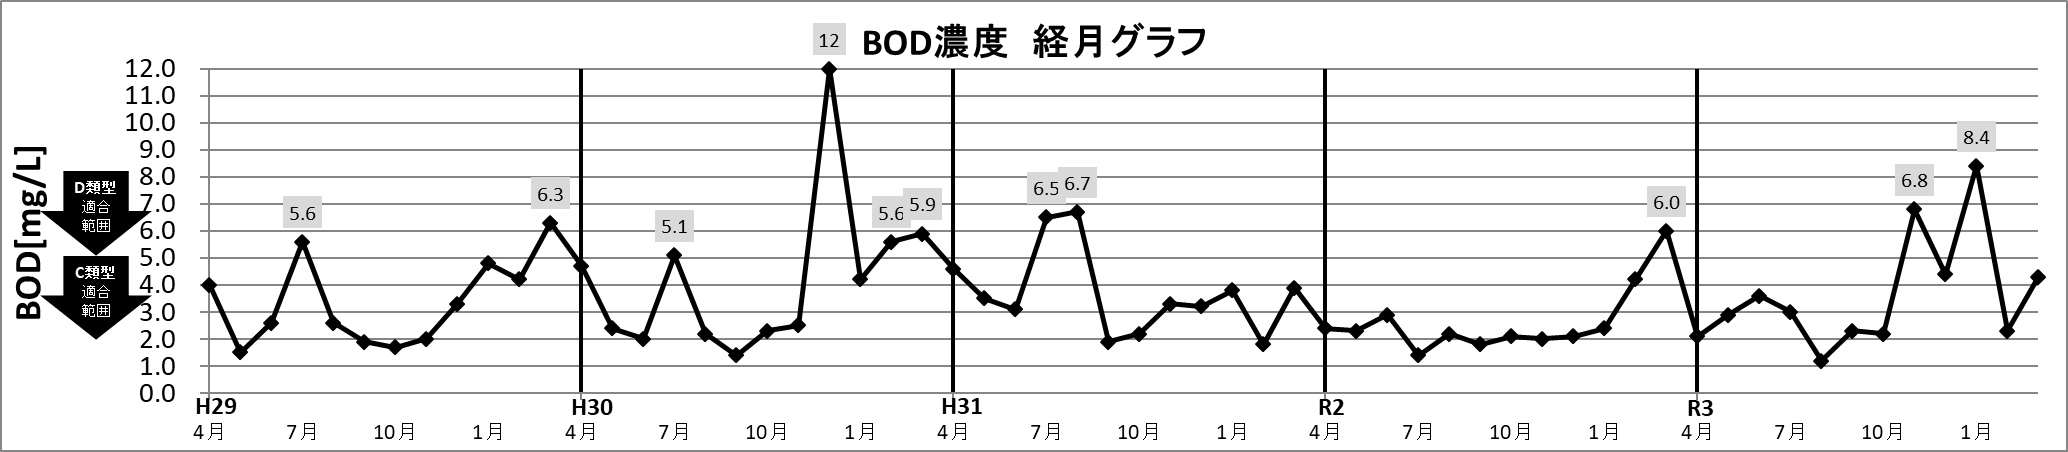 BOD濃度　経月グラフ
BOD[mg/L]
12.0
11.0
10.0
9.0
8.0
7.0
6.0
5.0
4.0
3.0
2.0
1.0
0.0
D類型
適合
範囲
C類型
適合
範囲
5.6
6.3
5.1
12
5.6
5.9
6.5
6.7
6.0
6.8
8.4
H29 H30 H31 R2 R3
4月 7月 10月 1月 4月 7月 10月 1月 4月 7月 10月 1月 4月 7月 10月 1月 4月 7月 10月 1月